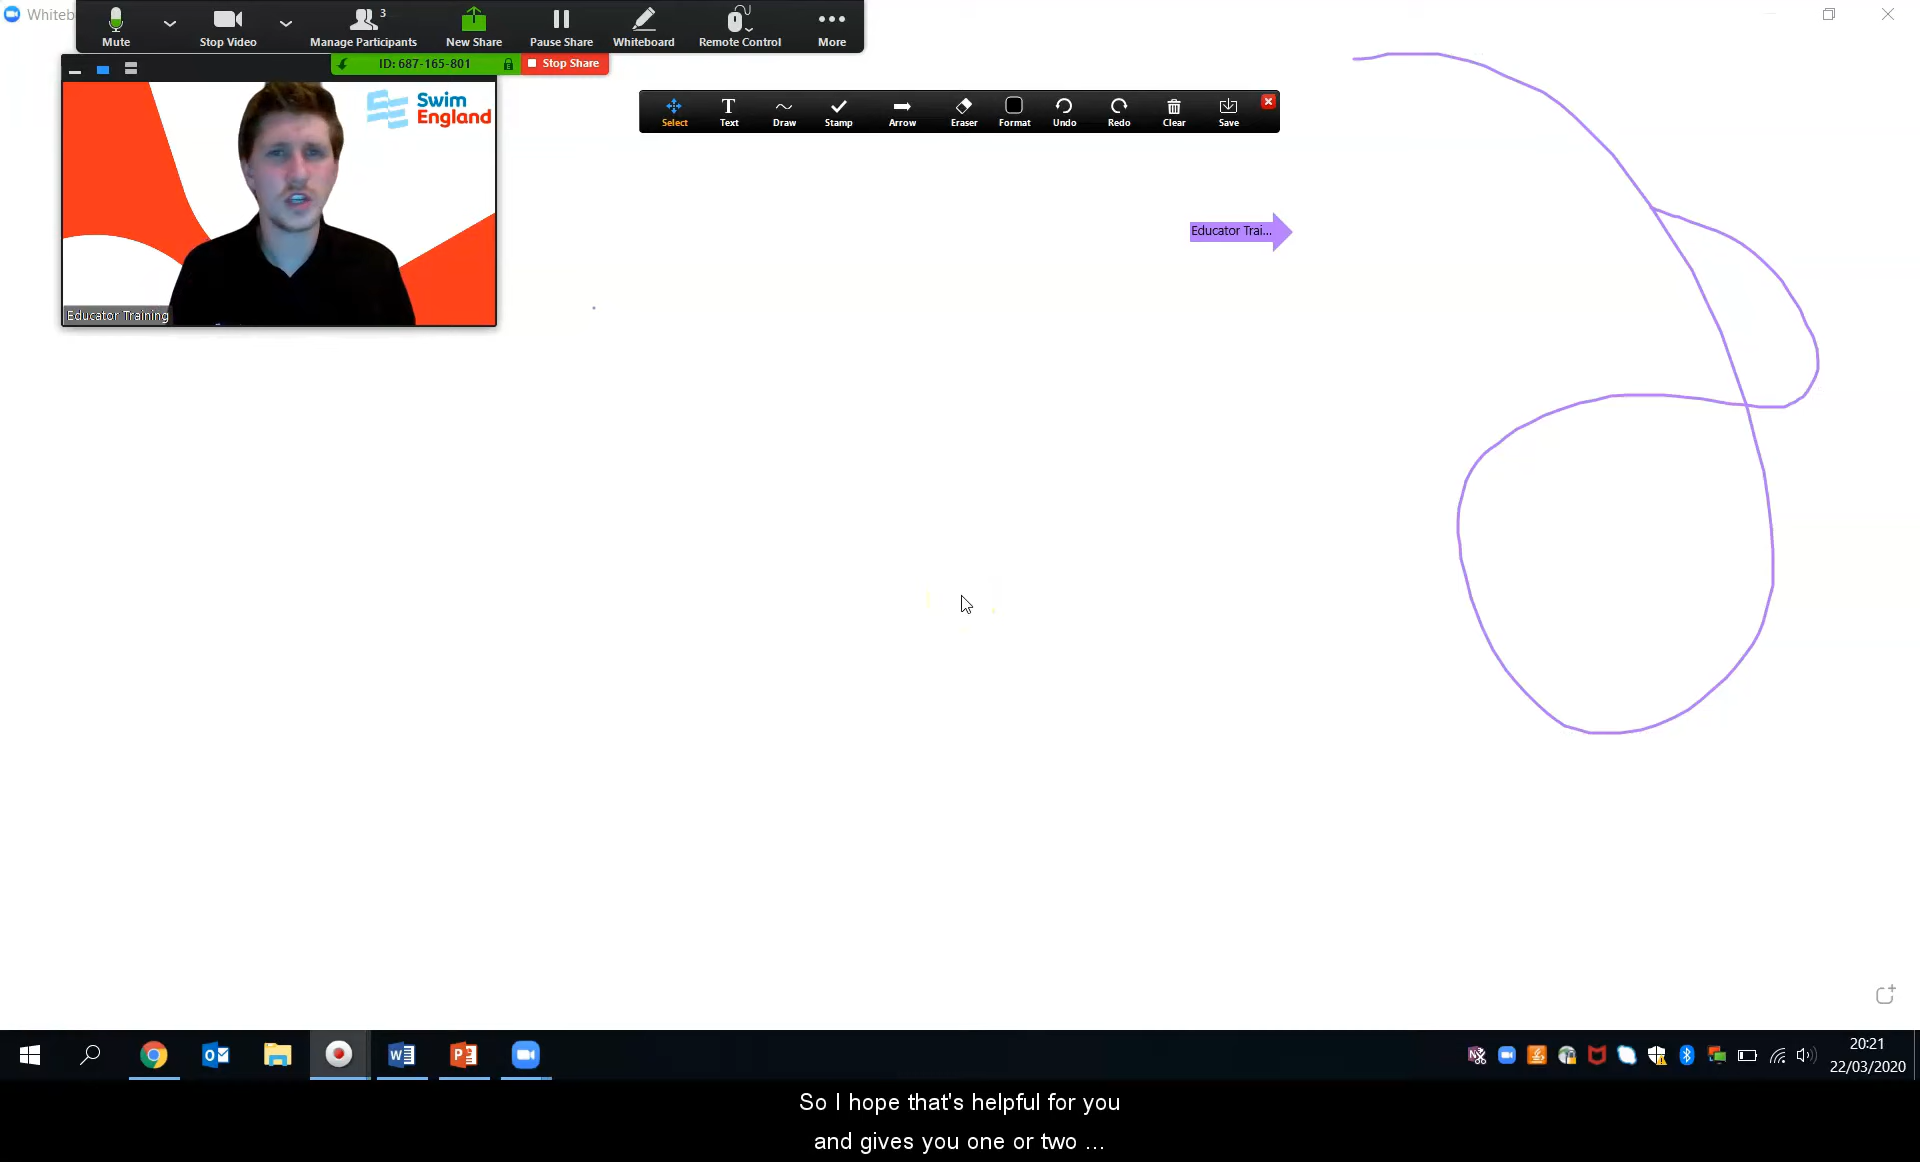 Whiteb
Mute
Stop Video
Manage Participants
3
New Share
Pause Share
Whiteboard
Remote Control
More
ID: 687-165-801
Stop Share
Swim
England
Educator Training
Select
Text
Draw
Stamp
Arrow
Eraser
Format
Undo
Redo
Clear
Save
Educator Trai...
20:21
22/03/2020
So I hope that's helpful for you
and gives you one or two ...